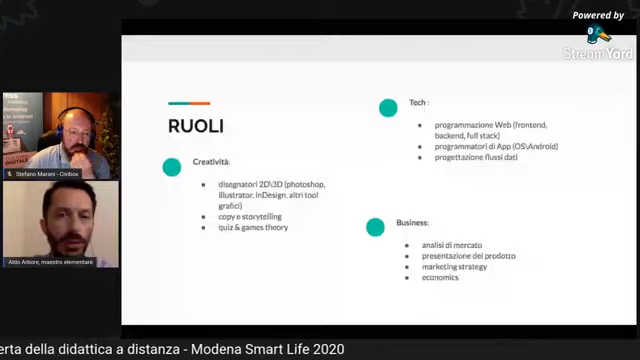 Powered by
StreamYard
Tech :
programmazione Web (frontend,
backend, full stack)
programmatori di App (OS\Android)
progettazione flussi dati
RUOLI
Creatività.
disegnatori 2D\3D (photoshop,
illustrator, inDesign. altri tool
grafici)
copy e storytelling
quiz & games theory
Business:
analisi di mercato
presentazione del prodotto
marketing strategy
economics
Stefano Marani - Civibox
Aldo Arbore, maestro elementare
erta della didattica a distanza - Modena Smart Life 2020